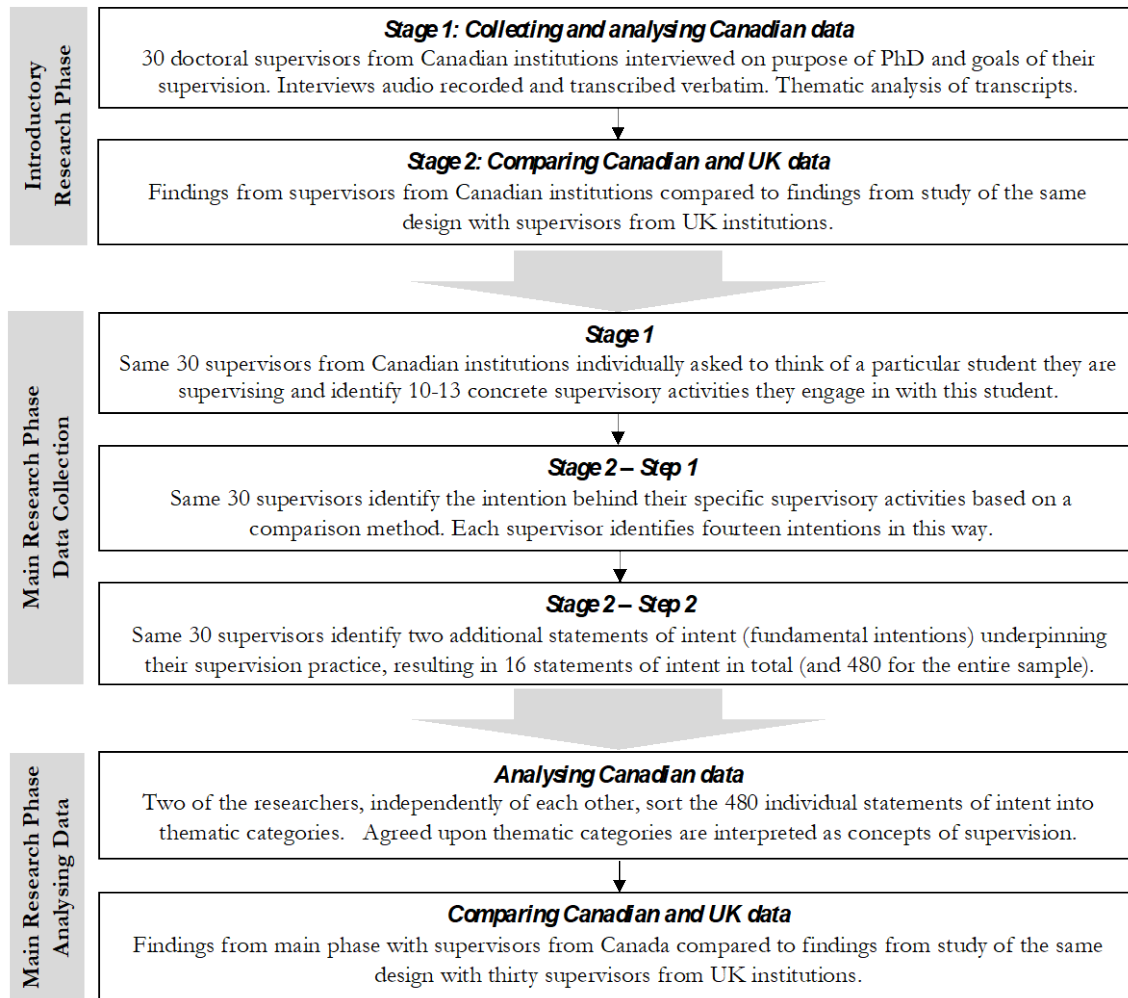 Introductory
Research Phase
Stage 1: Collecting and analysing Canadian data
30 doctoral supervisors from Canadian institutions interviewed on purpose of PhD and goals of their
supervision. Interviews audio recorded and transcribed verbatim. Thematic analysis of transcripts.
Stage 2: Comparing Canadian and UK data
Findings from supervisors from Canadian institutions compared to findings from study of the same
design with supervisors from UK institutions.
Main Research Phase
Data Collection
Stage 1
Same 30 supervisors from Canadian institutions individually asked to think of a particular student they are
supervising and identify 10-13 concrete supervisory activities they engage in with this student.
Stage 2 – Step 1
Same 30 supervisors identify the intention behind their specific supervisory activities based on a
comparison method. Each supervisor identifies fourteen intentions in this way.
Stage 2 – Step 2
Same 30 supervisors identify two additional statements of intent (fundamental intentions) underpinning
their supervision practice, resulting in 16 statements of intent in total (and 480 for the entire sample).
Main Research Phase
Analysing Data
Analysing Canadian data
Two of the researchers, independently of each other, sort the 480 individual statements of intent into
thematic categories. Agreed upon thematic categories are interpreted as concepts of supervision.
Comparing Canadian and UK data
Findings from main phase with supervisors from Canada compared to findings from study of the same
design with thirty supervisors from UK institutions.